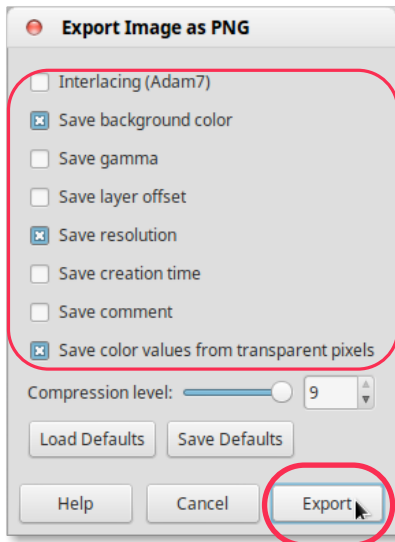 Export Image as PNG
Interlacing (Adam7)
Save background color
Save gamma
Save layer offset
Save resolution
Save creation time
Save comment
Save color values from transparent pixels
Compression level: 9
Load Defaults Save Defaults
Help Cancel Export